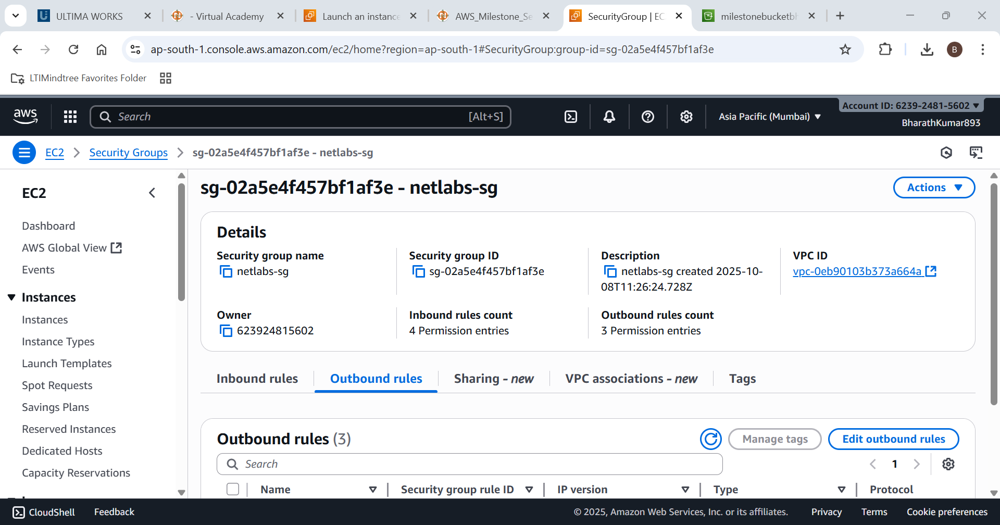 ULTIMA WORKS
- Virtual Academy
Launch an instance
AWS_Milestone_Se
SecurityGroup | EC
milestonebucketbh
ap-south-1.console.aws.amazon.com/ec2/home?region=ap-south-1#SecurityGroup:group-id=sg-02a5e4f457bf1af3e
B
LTIMindtree Favorites Folder
aws
Search
[Alt+S]
Asia Pacific (Mumbai)
Account ID: 6239-2481-5602
BharathKumar893
EC2
Security Groups
sg-02a5e4f457bf1af3e - netlabs-sg
EC2
Dashboard
AWS Global View
Events
Instances
Instances
Instance Types
Launch Templates
Spot Requests
Savings Plans
Reserved Instances
Dedicated Hosts
Capacity Reservations
sg-02a5e4f457bf1af3e - netlabs-sg
Actions
Details
Security group name
netlabs-sg
Security group ID
sg-02a5e4f457bf1af3e
Description
netlabs-sg created 2025-10-
08T11:26:24.728Z
VPC ID
vpc-0eb90103b373a664a
Owner
623924815602
Inbound rules count
4 Permission entries
Outbound rules count
3 Permission entries
Inbound rules
Outbound rules
Sharing - new
VPC associations - new
Tags
Outbound rules (3)
Manage tags
Edit outbound rules
Search
1
Name
Security group rule ID
IP version
Type
Protocol
CloudShell
Feedback
© 2025, Amazon Web Services, Inc. or its affiliates.
Privacy
Terms
Cookie preferences